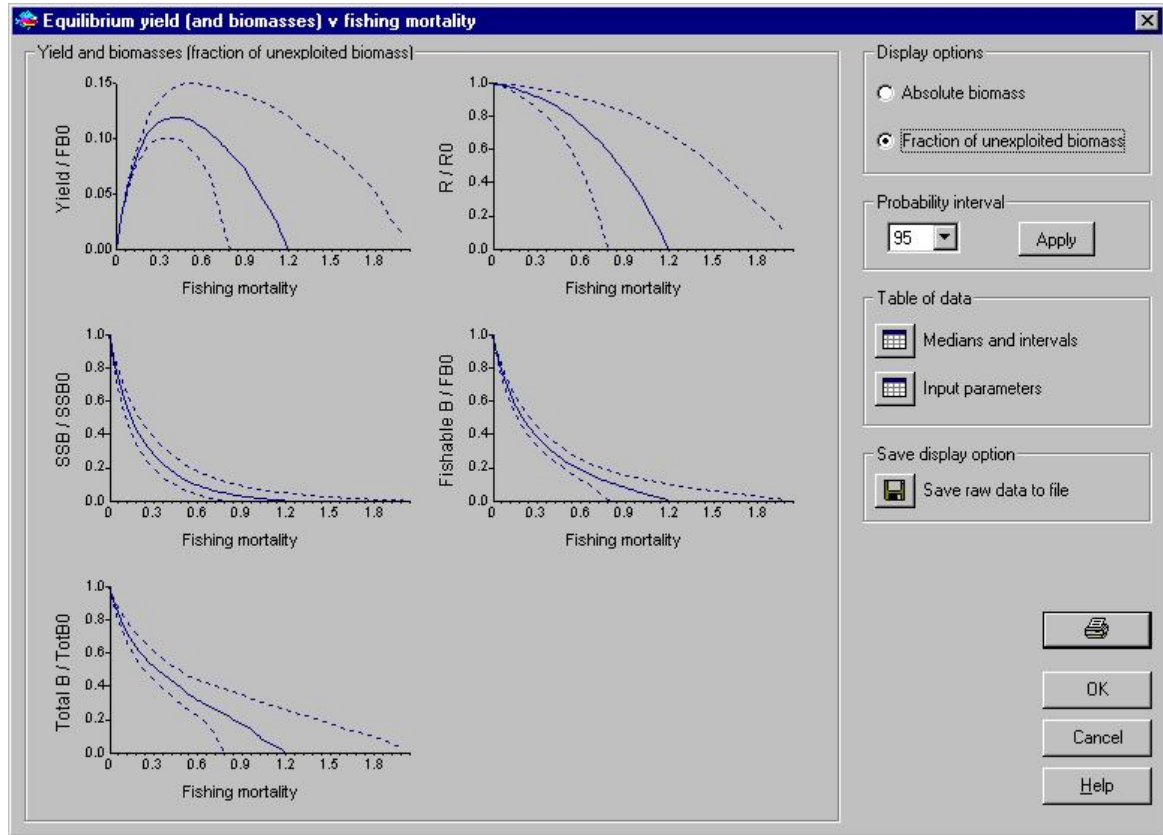 Equilibrium yield (and biomasses) v fishing mortality
Yield and biomasses (fraction of unexploited biomass)
Yield / FB0
0.15
0.10
0.05
0.00
0 0.3 0.6 0.9 1.2 1.5 1.8
Fishing mortality
R / R0
1.0
0.8
0.6
0.4
0.2
0.0
0 0.3 0.6 0.9 1.2 1.5 1.8
Fishing mortality
SSB / SSB0
1.0
0.8
0.6
0.4
0.2
0.0
0 0.3 0.6 0.9 1.2 1.5 1.8
Fishing mortality
Fishable B / FB0
1.0
0.8
0.6
0.4
0.2
0.0
0 0.3 0.6 0.9 1.2 1.5 1.8
Fishing mortality
Total B / TotB0
1.0
0.8
0.6
0.4
0.2
0.0
0 0.3 0.6 0.9 1.2 1.5 1.8
Fishing mortality
Display options
Absolute biomass
Fraction of unexploited biomass
Probability interval
95
Apply
Table of data
Medians and intervals
Input parameters
Save display option
Save raw data to file
OK
Cancel
Help